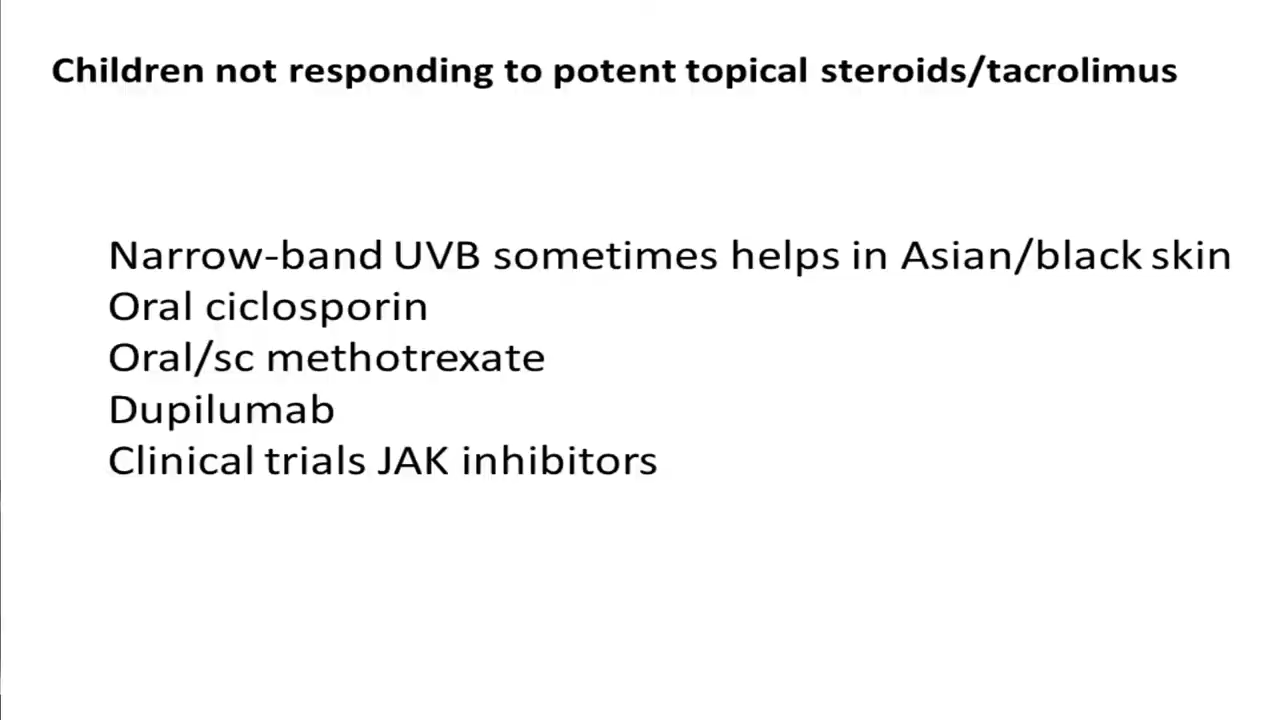 Children not responding to potent topical steroids/tacrolimus
Narrow-band UVB sometimes helps in Asian/black skin
Oral ciclosporin
Oral/sc methotrexate
Dupilumab
Clinical trials JAK inhibitors